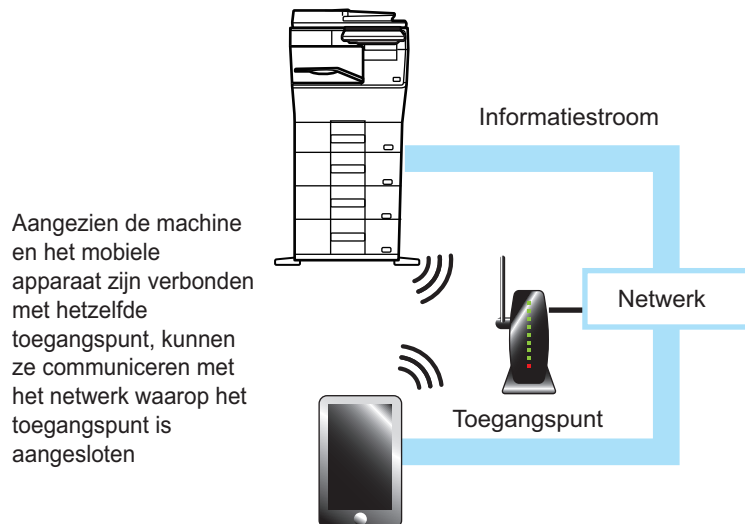 Informatiestroom
Aangezien de machine
en het mobiele
apparaat zijn verbonden
met hetzelfde
toegangspunt, kunnen
ze communiceren met
het netwerk waarop het
toegangspunt is
aangesloten
Netwerk
Toegangspunt